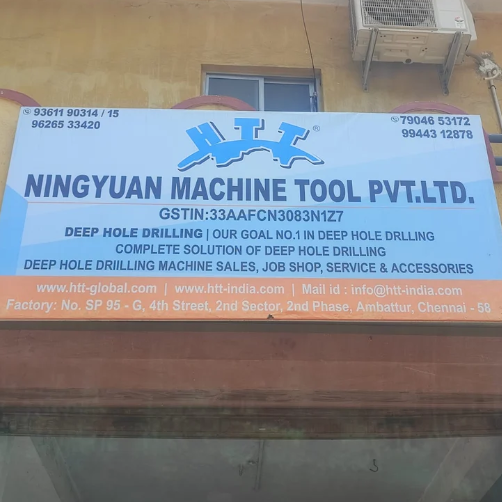 93611 90314 / 15
96265 33420
79046 53172
99443 12878
HTT®
NINGYUAN MACHINE TOOL PVT.LTD.
GSTIN:33AAFCN3083N1Z7
DEEP HOLE DRILLING | OUR GOAL NO.1 IN DEEP HOLE DRLLING
COMPLETE SOLUTION OF DEEP HOLE DRILLING
DEEP HOLE DRIILLING MACHINE SALES, JOB SHOP, SERVICE & ACCESSORIES
www.htt-global.com | www.htt-india.com | Mail id : info@htt-india.com
Factory: No. SP 95 - G, 4th Street, 2nd Sector, 2nd Phase, Ambattur, Chennai - 58